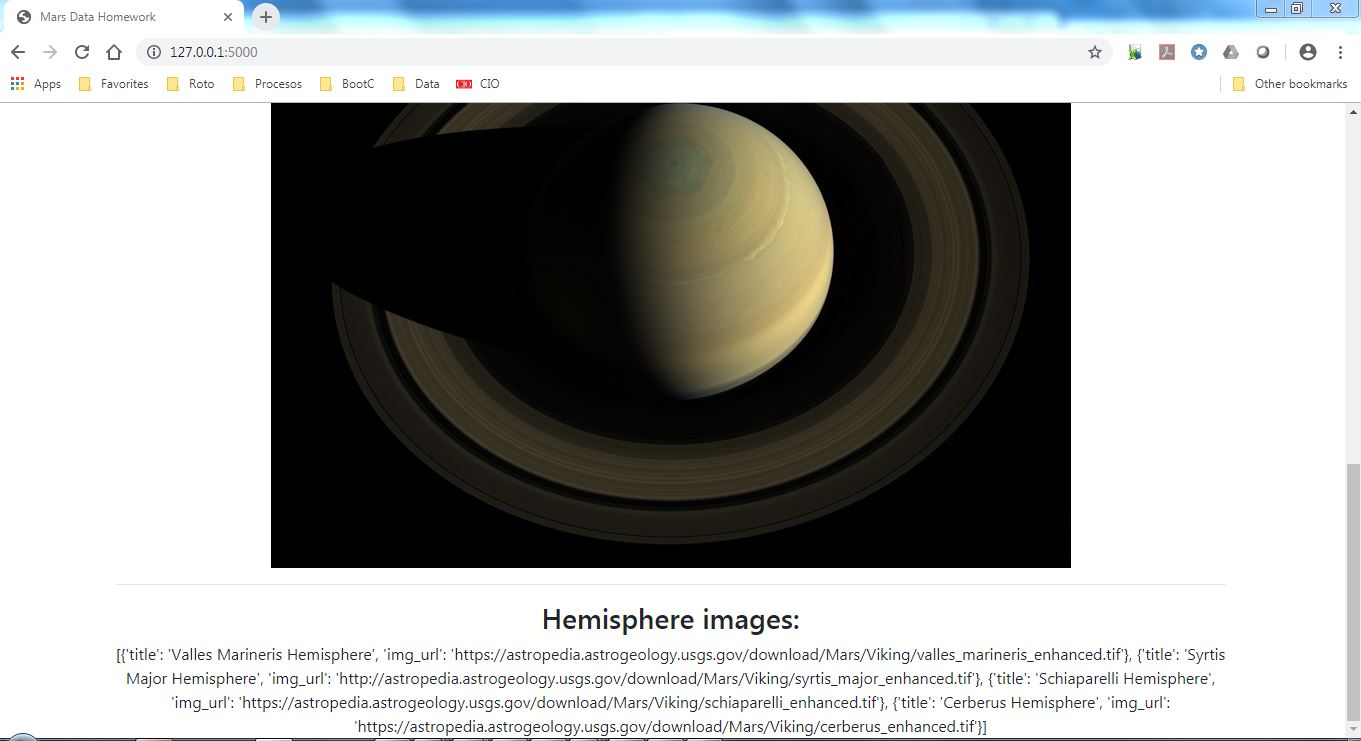 Mars Data Homework
127.0.0.1:5000
Apps Favorites Roto Procesos BootC Data CIO CIO Other bookmarks
Hemisphere images:
[{'title': 'Valles Marineris Hemisphere', 'img_url': 'https://astropedia.astrogeology.usgs.gov/download/Mars/Viking/valles_marineris_enhanced.tif'}, {'title': 'Syrtis
Major Hemisphere', 'img_url': 'http://astropedia.astrogeology.usgs.gov/download/Mars/Viking/syrtis_major_enhanced.tif'}, {'title': 'Schiaparelli Hemisphere',
'img_url': 'https://astropedia.astrogeology.usgs.gov/download/Mars/Viking/schiaparelli_enhanced.tif'}, {'title': 'Cerberus Hemisphere', 'img_url':
'https://astropedia.astrogeology.usgs.gov/download/Mars/Viking/cerberus_enhanced.tif'}]